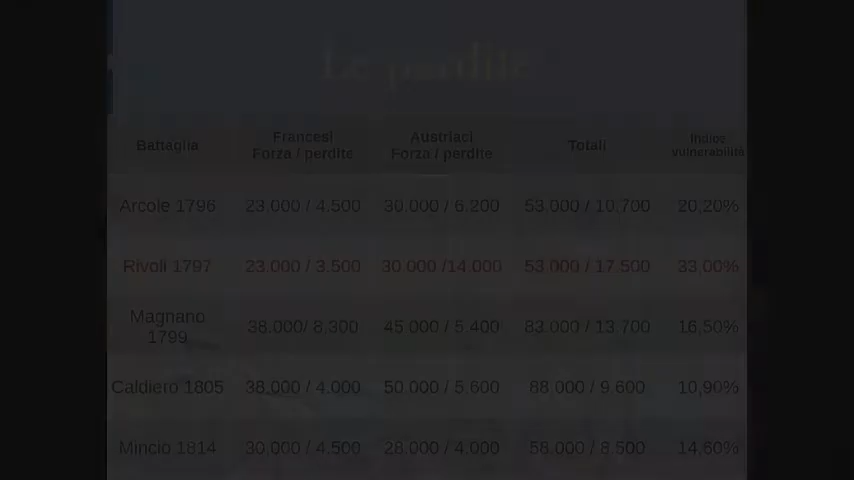 Le perdite
Battaglia
Francesi
Forza / perdite
Austriaci
Forza / perdite
Totali
Indice
vulnerabilità
Arcole 1796 23.000 / 4.500 30.000 / 6.200 53.000 / 10.700 20,20%
Rivoli 1797 23.000 / 3.500 30.000 /14.000 53.000 / 17.500 33,00%
Magnano
1799
38.000/ 8.300 45.000 / 5.400 83.000 / 13.700 16,50%
Caldiero 1805 38.000 / 4.000 50.000 / 5.600 88.000 / 9.600 10,90%
Mincio 1814 30.000 / 4.500 28.000 / 4.000 58.000 / 8.500 14,60%